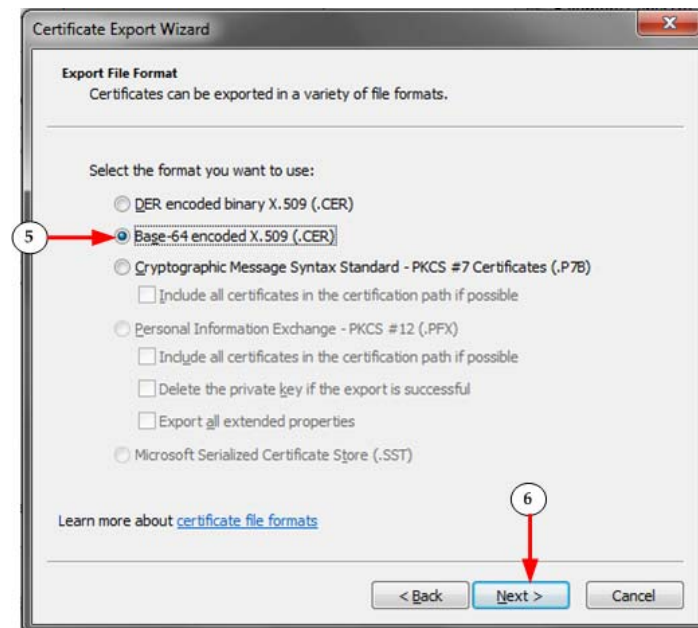 Certificate Export Wizard
Export File Format
Certificates can be exported in a variety of file formats.
Select the format you want to use:
DER encoded binary X.509 (.CER)
5
Base-64 encoded X.509 (.CER)
Cryptographic Message Syntax Standard - PKCS #7 Certificates (.P7B)
Include all certificates in the certification path if possible
Personal Information Exchange - PKCS #12 (.PFX)
Include all certificates in the certification path if possible
Delete the private key if the export is successful
Export all extended properties
Microsoft Serialized Certificate Store (.SST)
6
Learn more about certificate file formats
< Back Next > Cancel